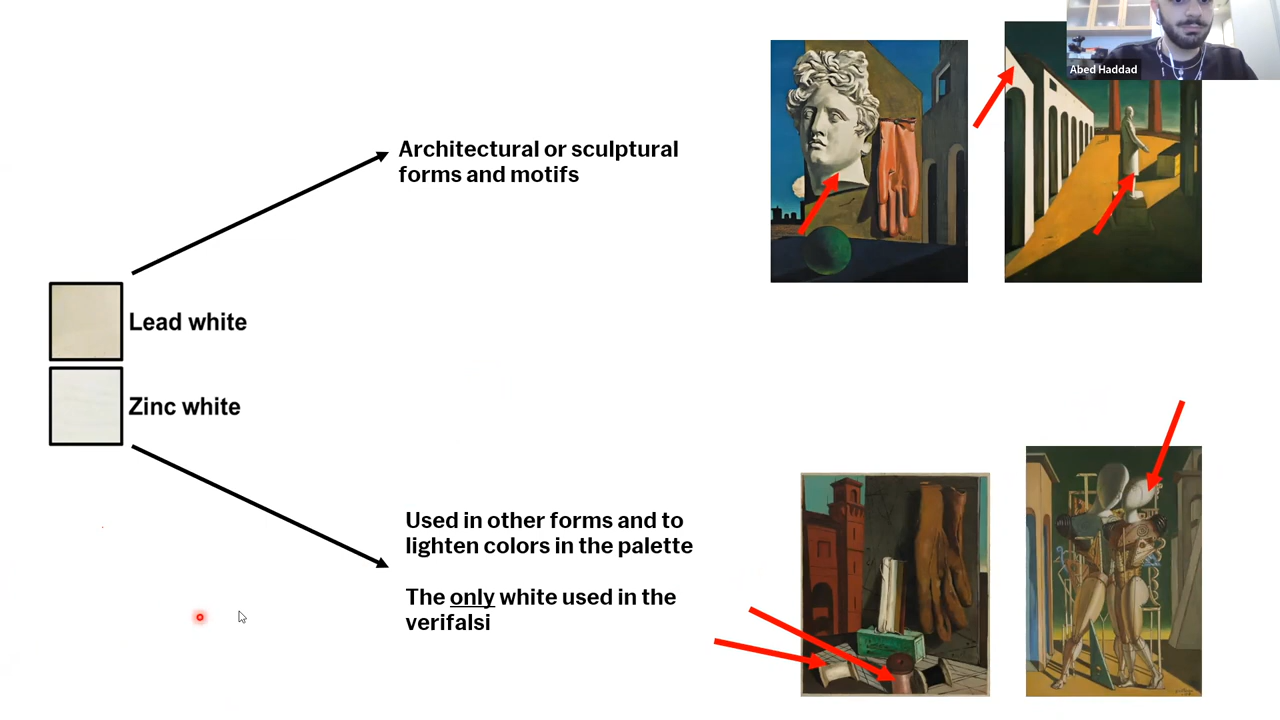 Abed Haddad
Architectural or sculptural
forms and motifs
Lead white
Zinc white
Used in other forms and to
lighten colors in the palette
The only white used in the
verifalsi